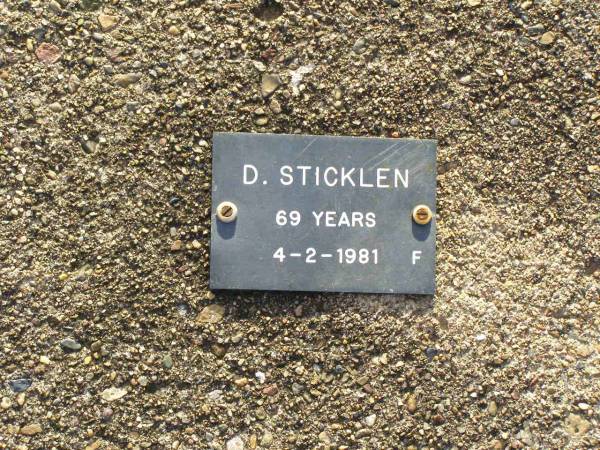 D. STICKLEN
69 YEARS
4-2-1981 F